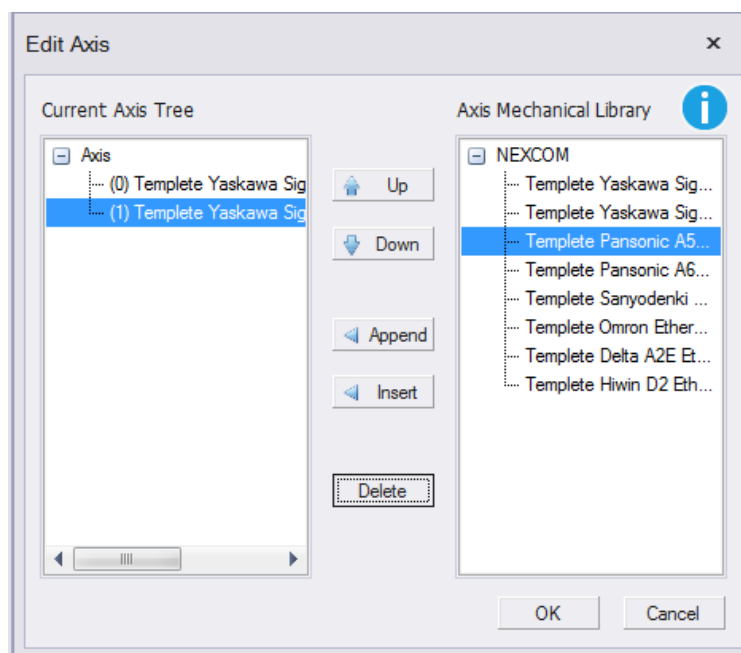 Edit Axis
Current Axis Tree
Axis
(0) Templete Yaskawa Sig
(1) Templete Yaskawa Sig
Up
Down
Append
Insert
Delete
Axis Mechanical Library
NEXCOM
Templete Yaskawa Sig...
Templete Yaskawa Sig...
Templete Pansonic A5...
Templete Pansonic A6...
Templete Sanyodenki ...
Templete Omron Ether...
Templete Delta A2E Et...
Templete Hiwin D2 Eth...
OK
Cancel